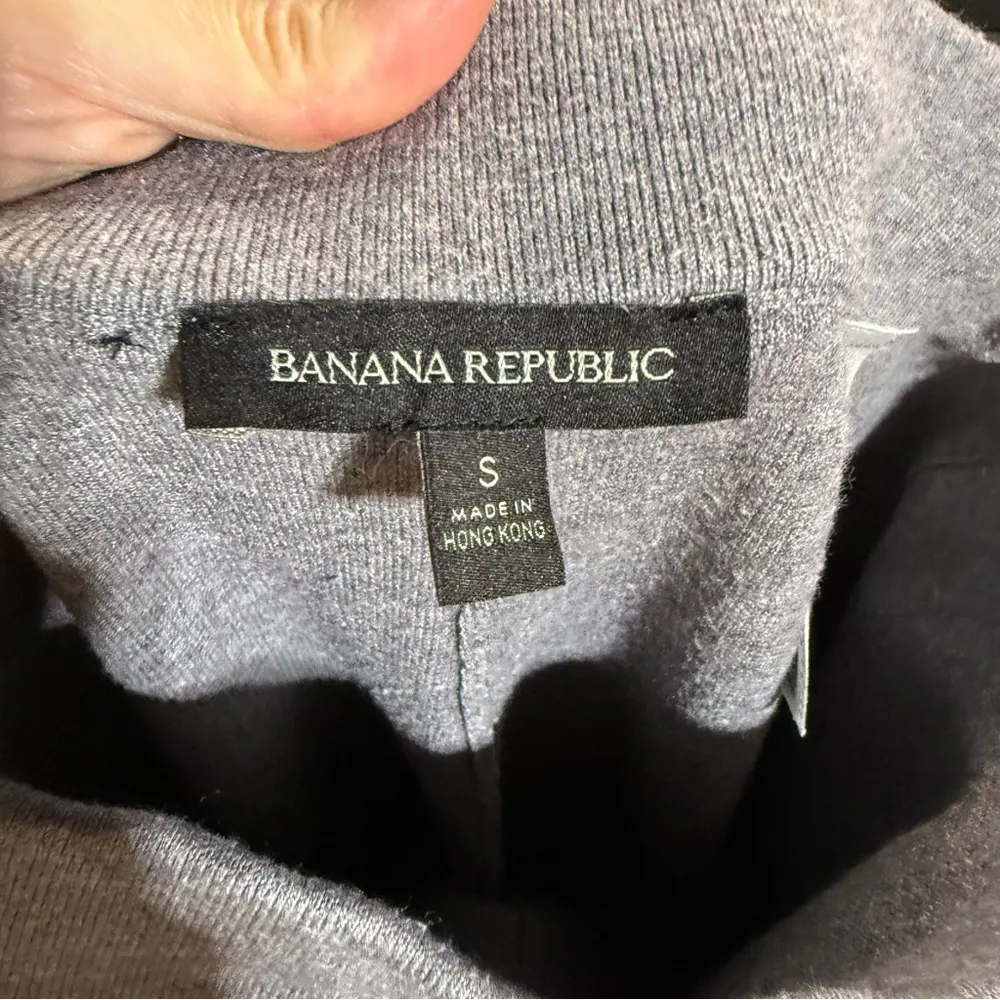 BANANA REPUBLIC
S
MADE IN
HONG KONG